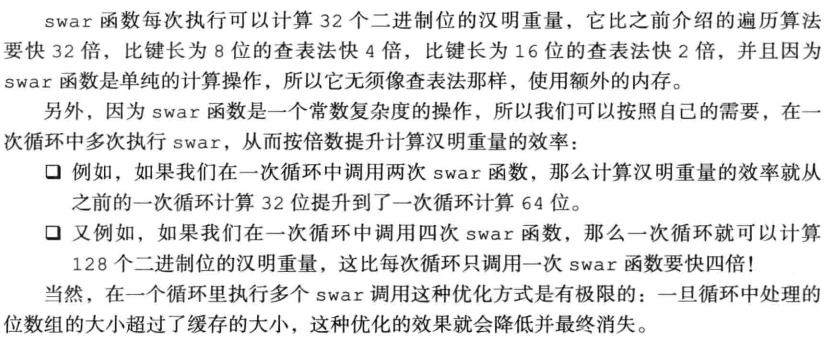 swar 函数每次执行可以计算 32 个二进制位的汉明重量，它比之前介绍的遍历算法
要快 32 倍，比键长为 8 位的查表法快 4 倍，比键长为 16 位的查表法快 2 倍，并且因为
swar 函数是单纯的计算操作，所以它无须像查表法那样，使用额外的内存。
另外，因为 swar 函数是一个常数复杂度的操作，所以我们可以按照自己的需要，在一
次循环中多次执行 swar，从而按倍数提升计算汉明重量的效率：
❑ 例如，如果我们在一次循环中调用两次 swar 函数，那么计算汉明重量的效率就从
之前的一次循环计算 32 位提升到了一次循环计算 64 位。
❑ 又例如，如果我们在一次循环中调用四次 swar 函数，那么一次循环就可以计算
128 个二进制位的汉明重量，这比每次循环只调用一次 swar 函数要快四倍！
当然，在一个循环里执行多个 swar 调用这种优化方式是有极限的：一旦循环中处理的
位数组的大小超过了缓存的大小，这种优化的效果就会降低并最终消失。